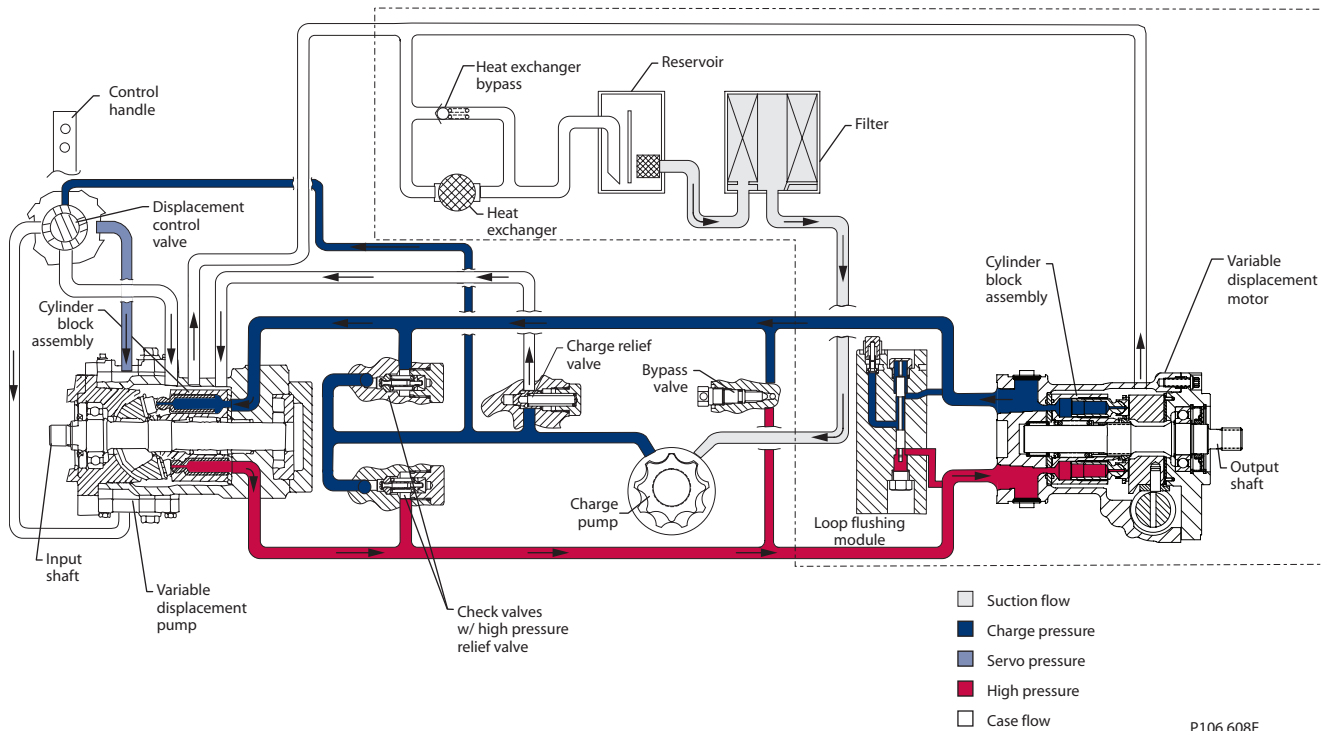 Control
handle
Heat exchanger
bypass
Reservoir
Filter
Displacement
control
valve
Heat
exchanger
Cylinder
block
assembly
Cylinder
block
assembly
Variable
displacement
motor
Charge relief
valve
Bypass
valve
Input
shaft
Variable
displacement
pump
Check valves
w/ high pressure
relief valve
Charge
pump
Loop flushing
module
Output
shaft
Suction flow
Charge pressure
Servo pressure
High pressure
Case flow
P106 608E